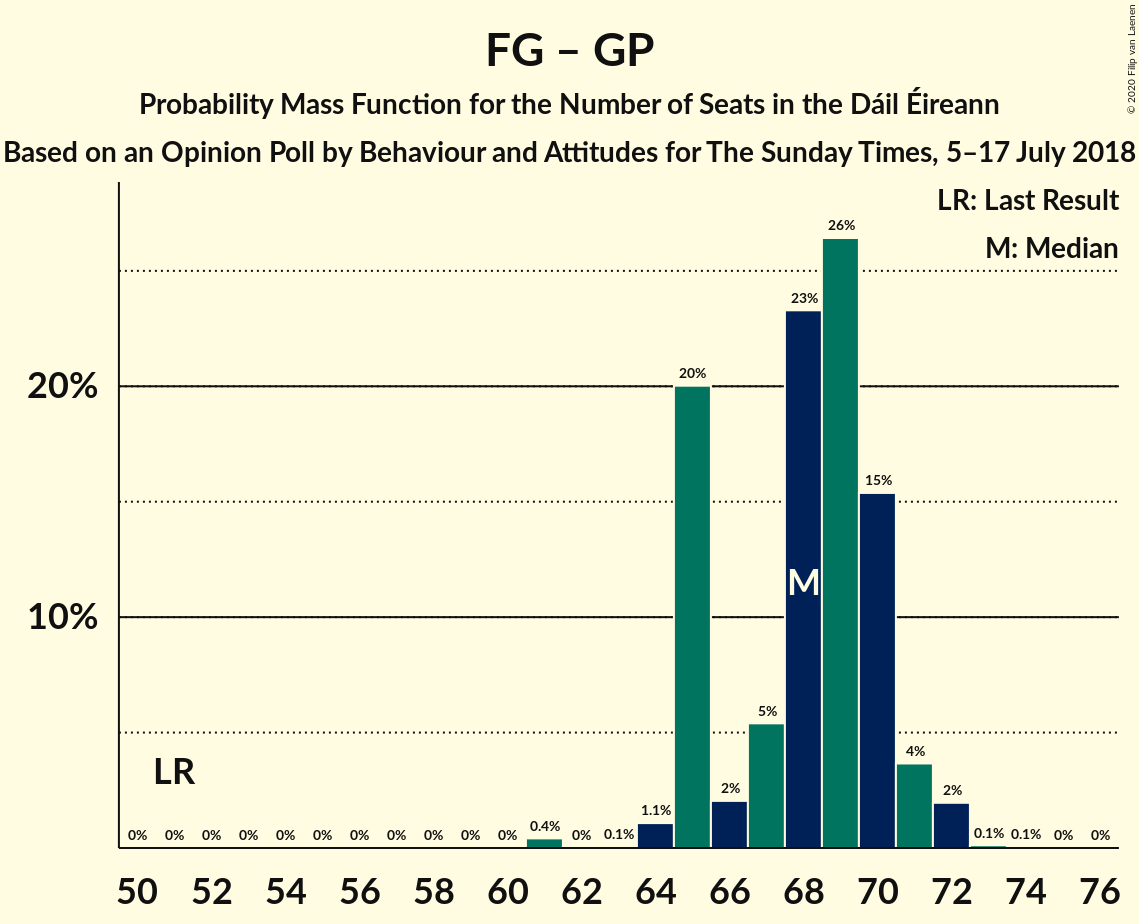 FG – GP
Probability Mass Function for the Number of Seats in the Dáil Éireann
Based on an Opinion Poll by Behaviour and Attitudes for The Sunday Times, 5–17 July 2018
© 2020 Filip van Laenen
LR: Last Result
M: Median
26%
23%
20%
20%
15%
M
10%
5%
4%
LR
2%
2%
1.1%
0% 0% 0% 0% 0% 0% 0% 0% 0% 0% 0% 0.4% 0% 0.1% 0.1% 0.1% 0% 0%
50 52 54 56 58 60 62 64 66 68 70 72 74 76